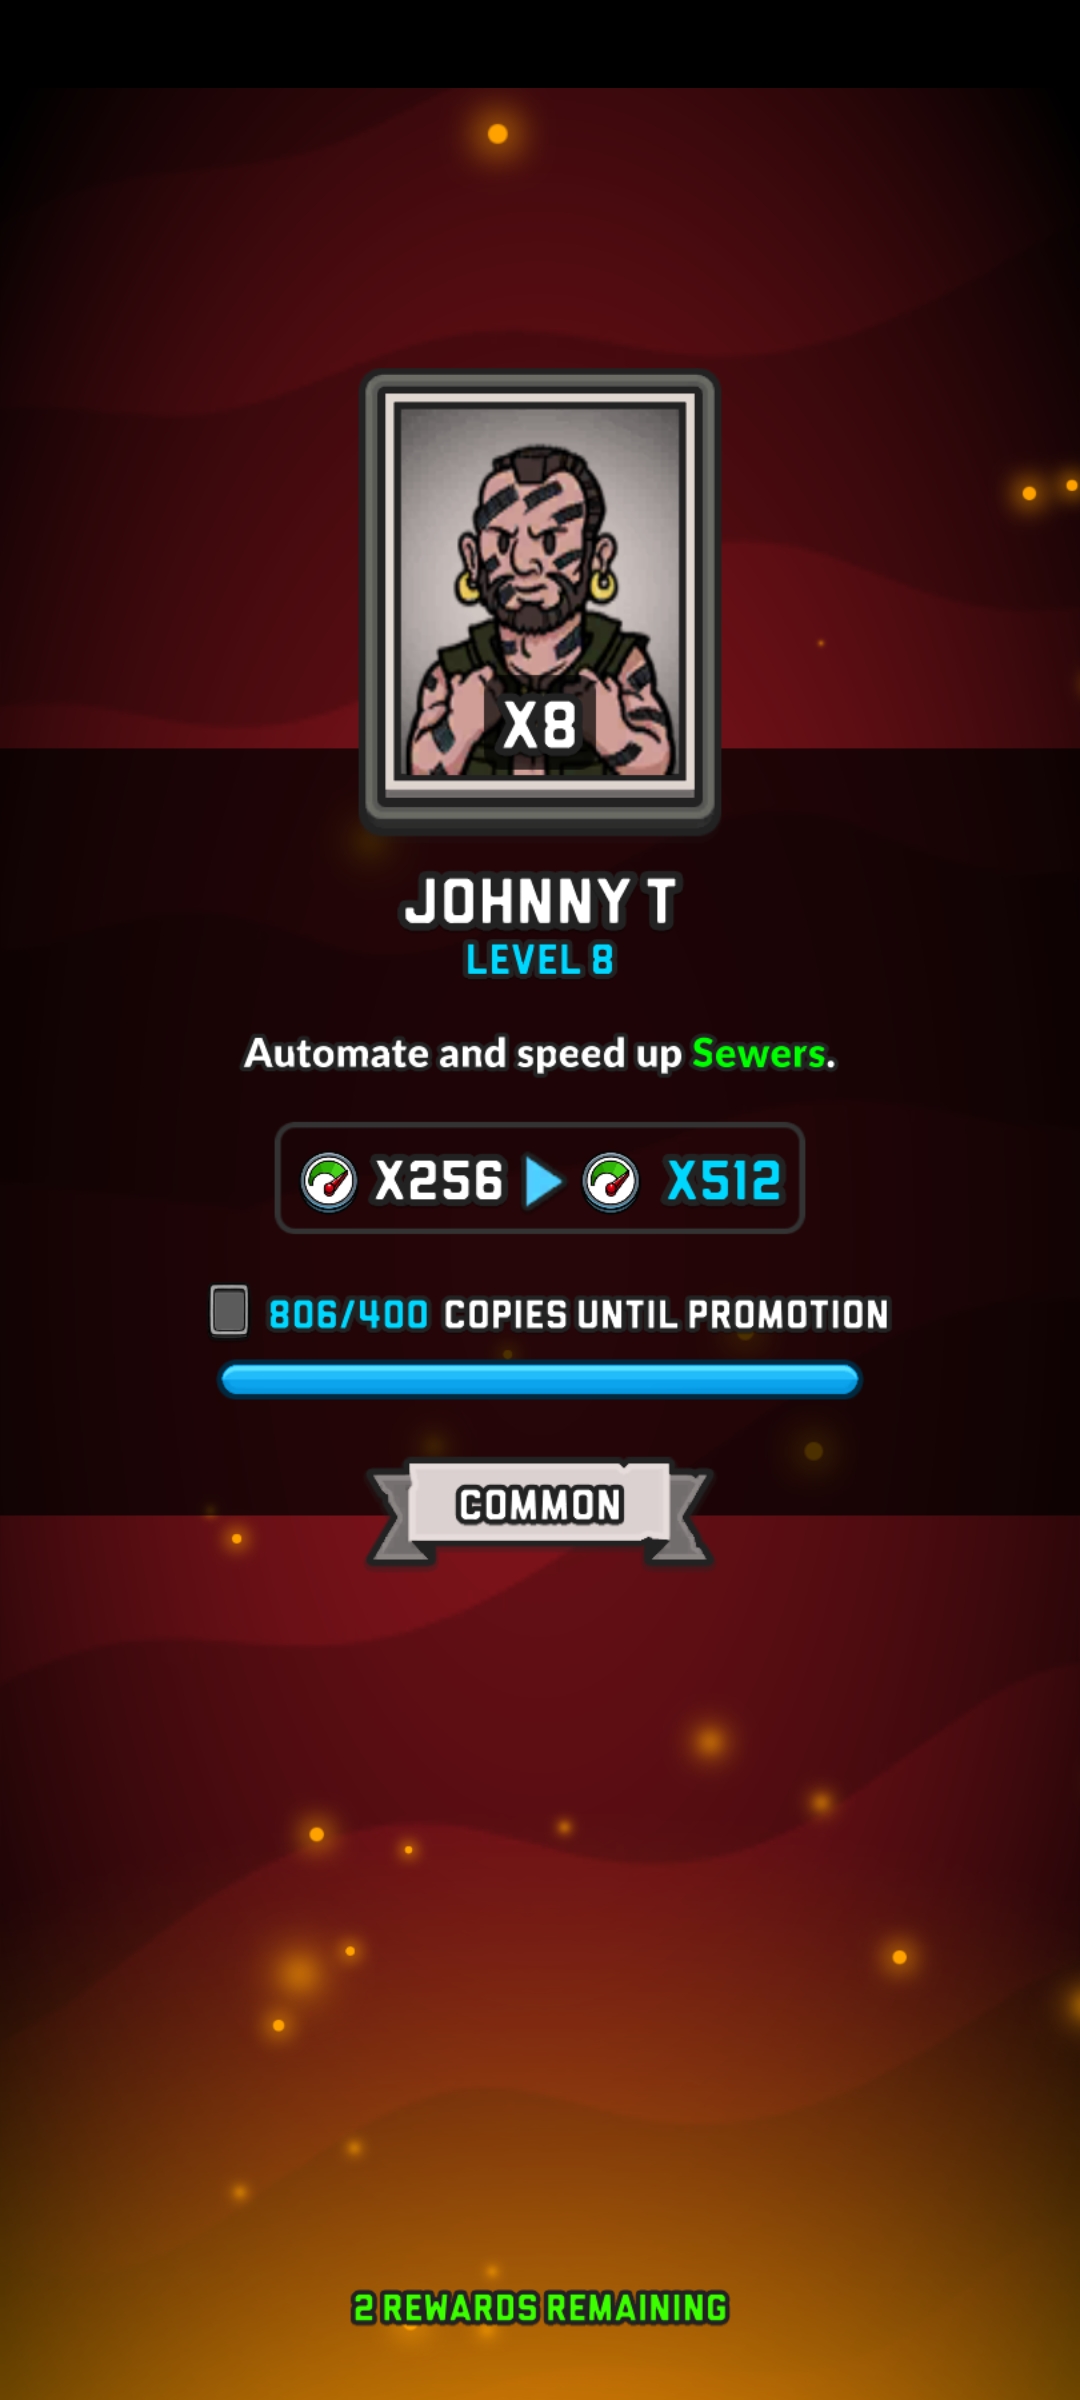 X8
JOHNNY T
LEVEL 8
Automate and speed up Sewers.
X256 X512
806/400 COPIES UNTIL PROMOTION
COMMON
2 REWARDS REMAINING